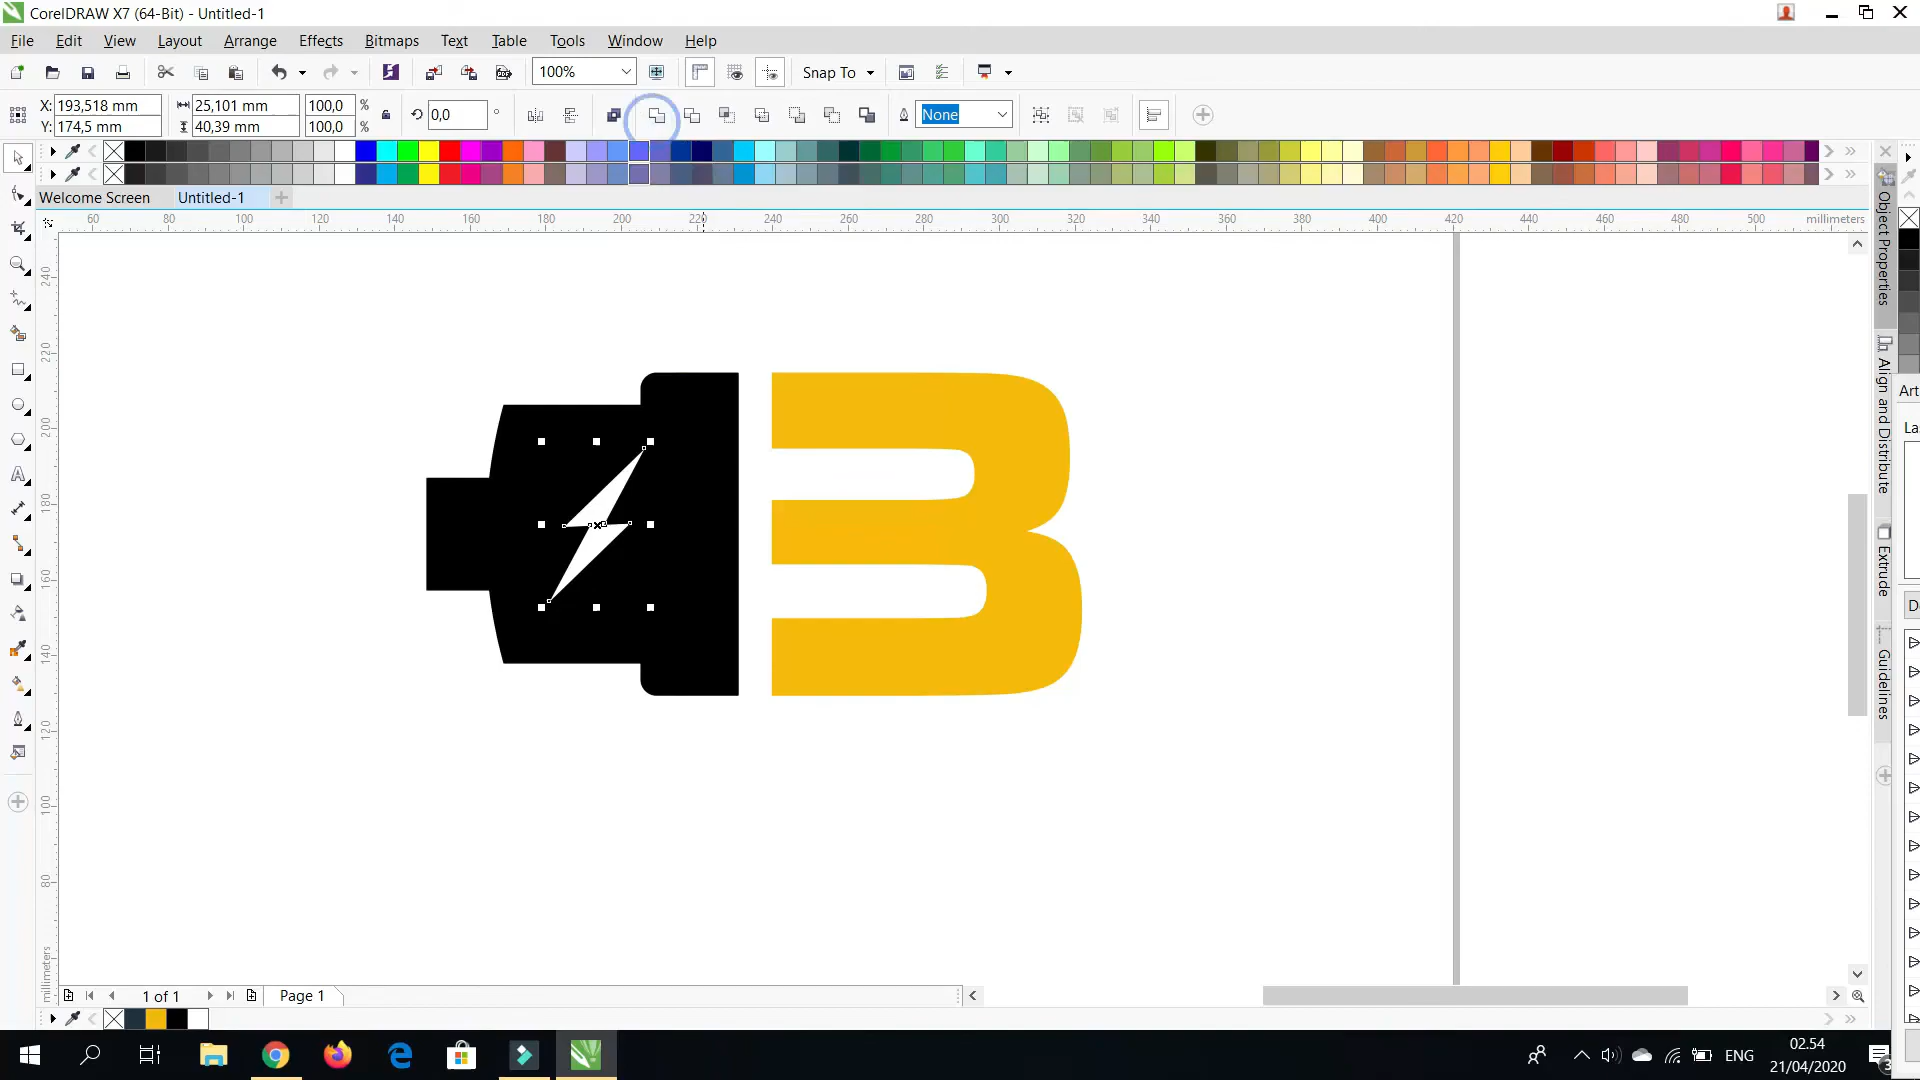 CorelDRAW X7 (64-Bit) - Untitled-1
File Edit View Layout Arrange Effects Bitmaps Text Table Tools Window Help
100% Snap To
X: 193,518 mm 25,101 mm 100,0 % 0,0 ° None
Y: 174,5 mm 40,39 mm 100,0 %
Welcome Screen Untitled-1
60 80 100 120 140 160 180 200 220 240 260 280 300 320 340 360 380 400 420 440 460 480 500 millimeters
240
220
200
180
160
140
120
100
80
millimeters
B
Object Properties
Align and Distribute
Extrude
Guidelines
Art
La
D
1 of 1 Page 1
ENG 02.54
21/04/2020
3